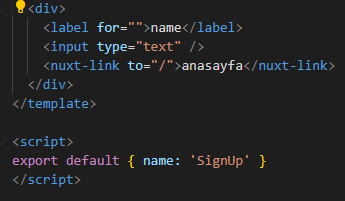 <div>
<label for="">name</label>
<input type="text" />
<nuxt-link to="/">anasayfa</nuxt-link>
</div>
</template>
<script>
export default { name: 'SignUp' }
</script>